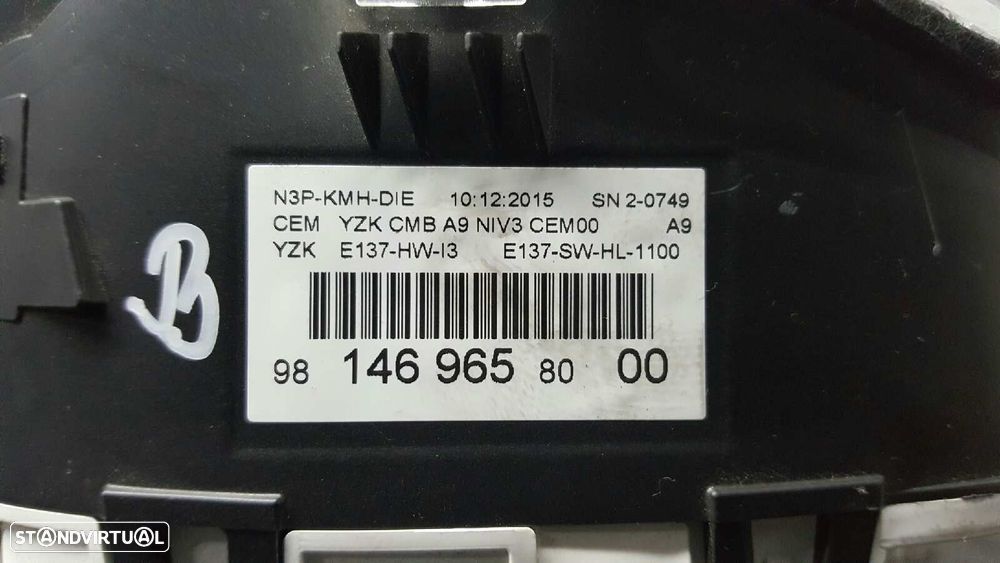 N3P-KMH-DIE 10:12:2015 SN 2-0749
CEM YZK CMB A9 NIV3 CEM00 A9
YZK E137-HW-I3 E137-SW-HL-1100
98 146 965 80 00
B
STANDVIRTUAL